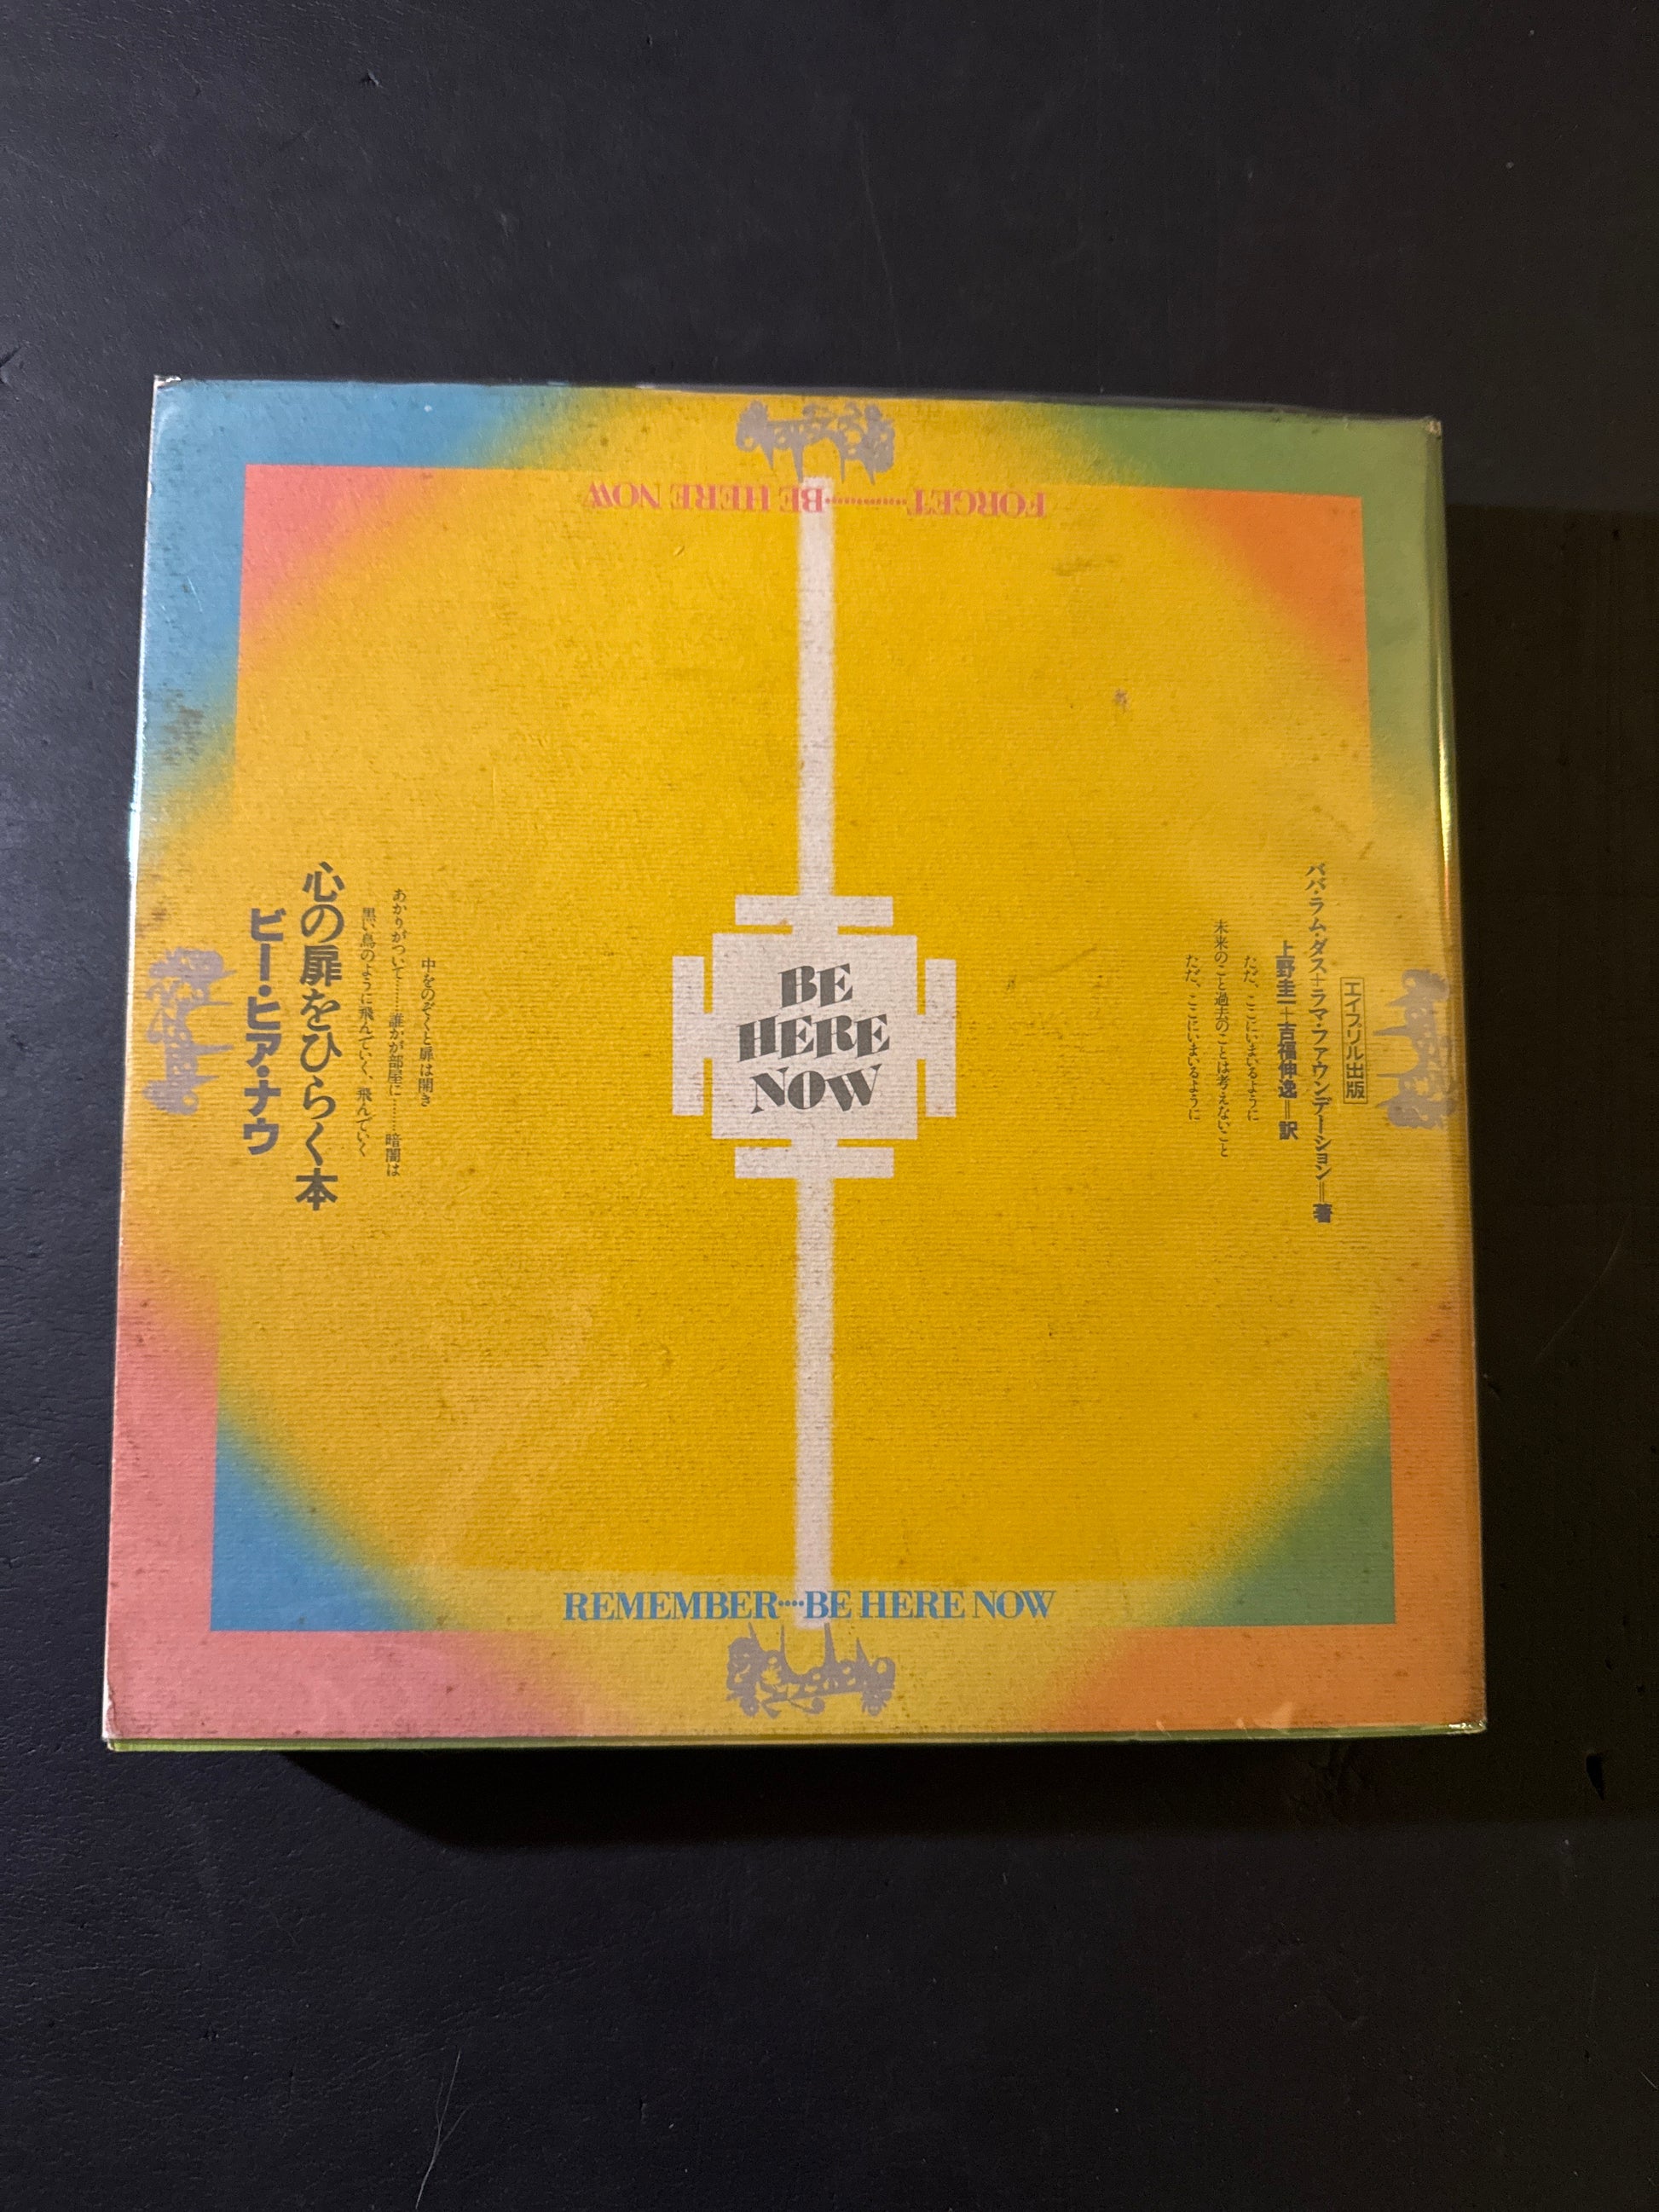 FORGET··············BE HERE NOW
BE
HERE
NOW
ババ・ラム・ダス+ラマ・ファウンデーション=著
上野圭一+吉福伸逸=訳
エイプリル出版
ただ、ここにいまいるように
未来のこと過去のことは考えないこと
ただ、ここにいまいるように
中をのぞくと扉は開き
あかりがついて………誰かが部屋に……暗闇は
黒い鳥のように飛んでいく、飛んでいく
心の扉をひらく本
ビー・ヒア・ナウ
REMEMBER····BE HERE NOW